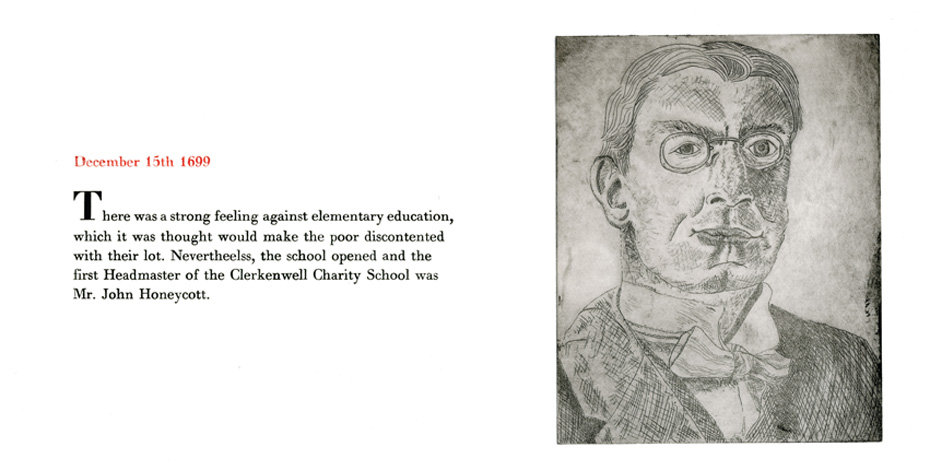 December 15th 1699
There was a strong feeling against elementary education,
which it was thought would make the poor discontented
with their lot. Nevertheelss, the school opened and the
first Headmaster of the Clerkenwell Charity School was
Mr. John Honeycott.